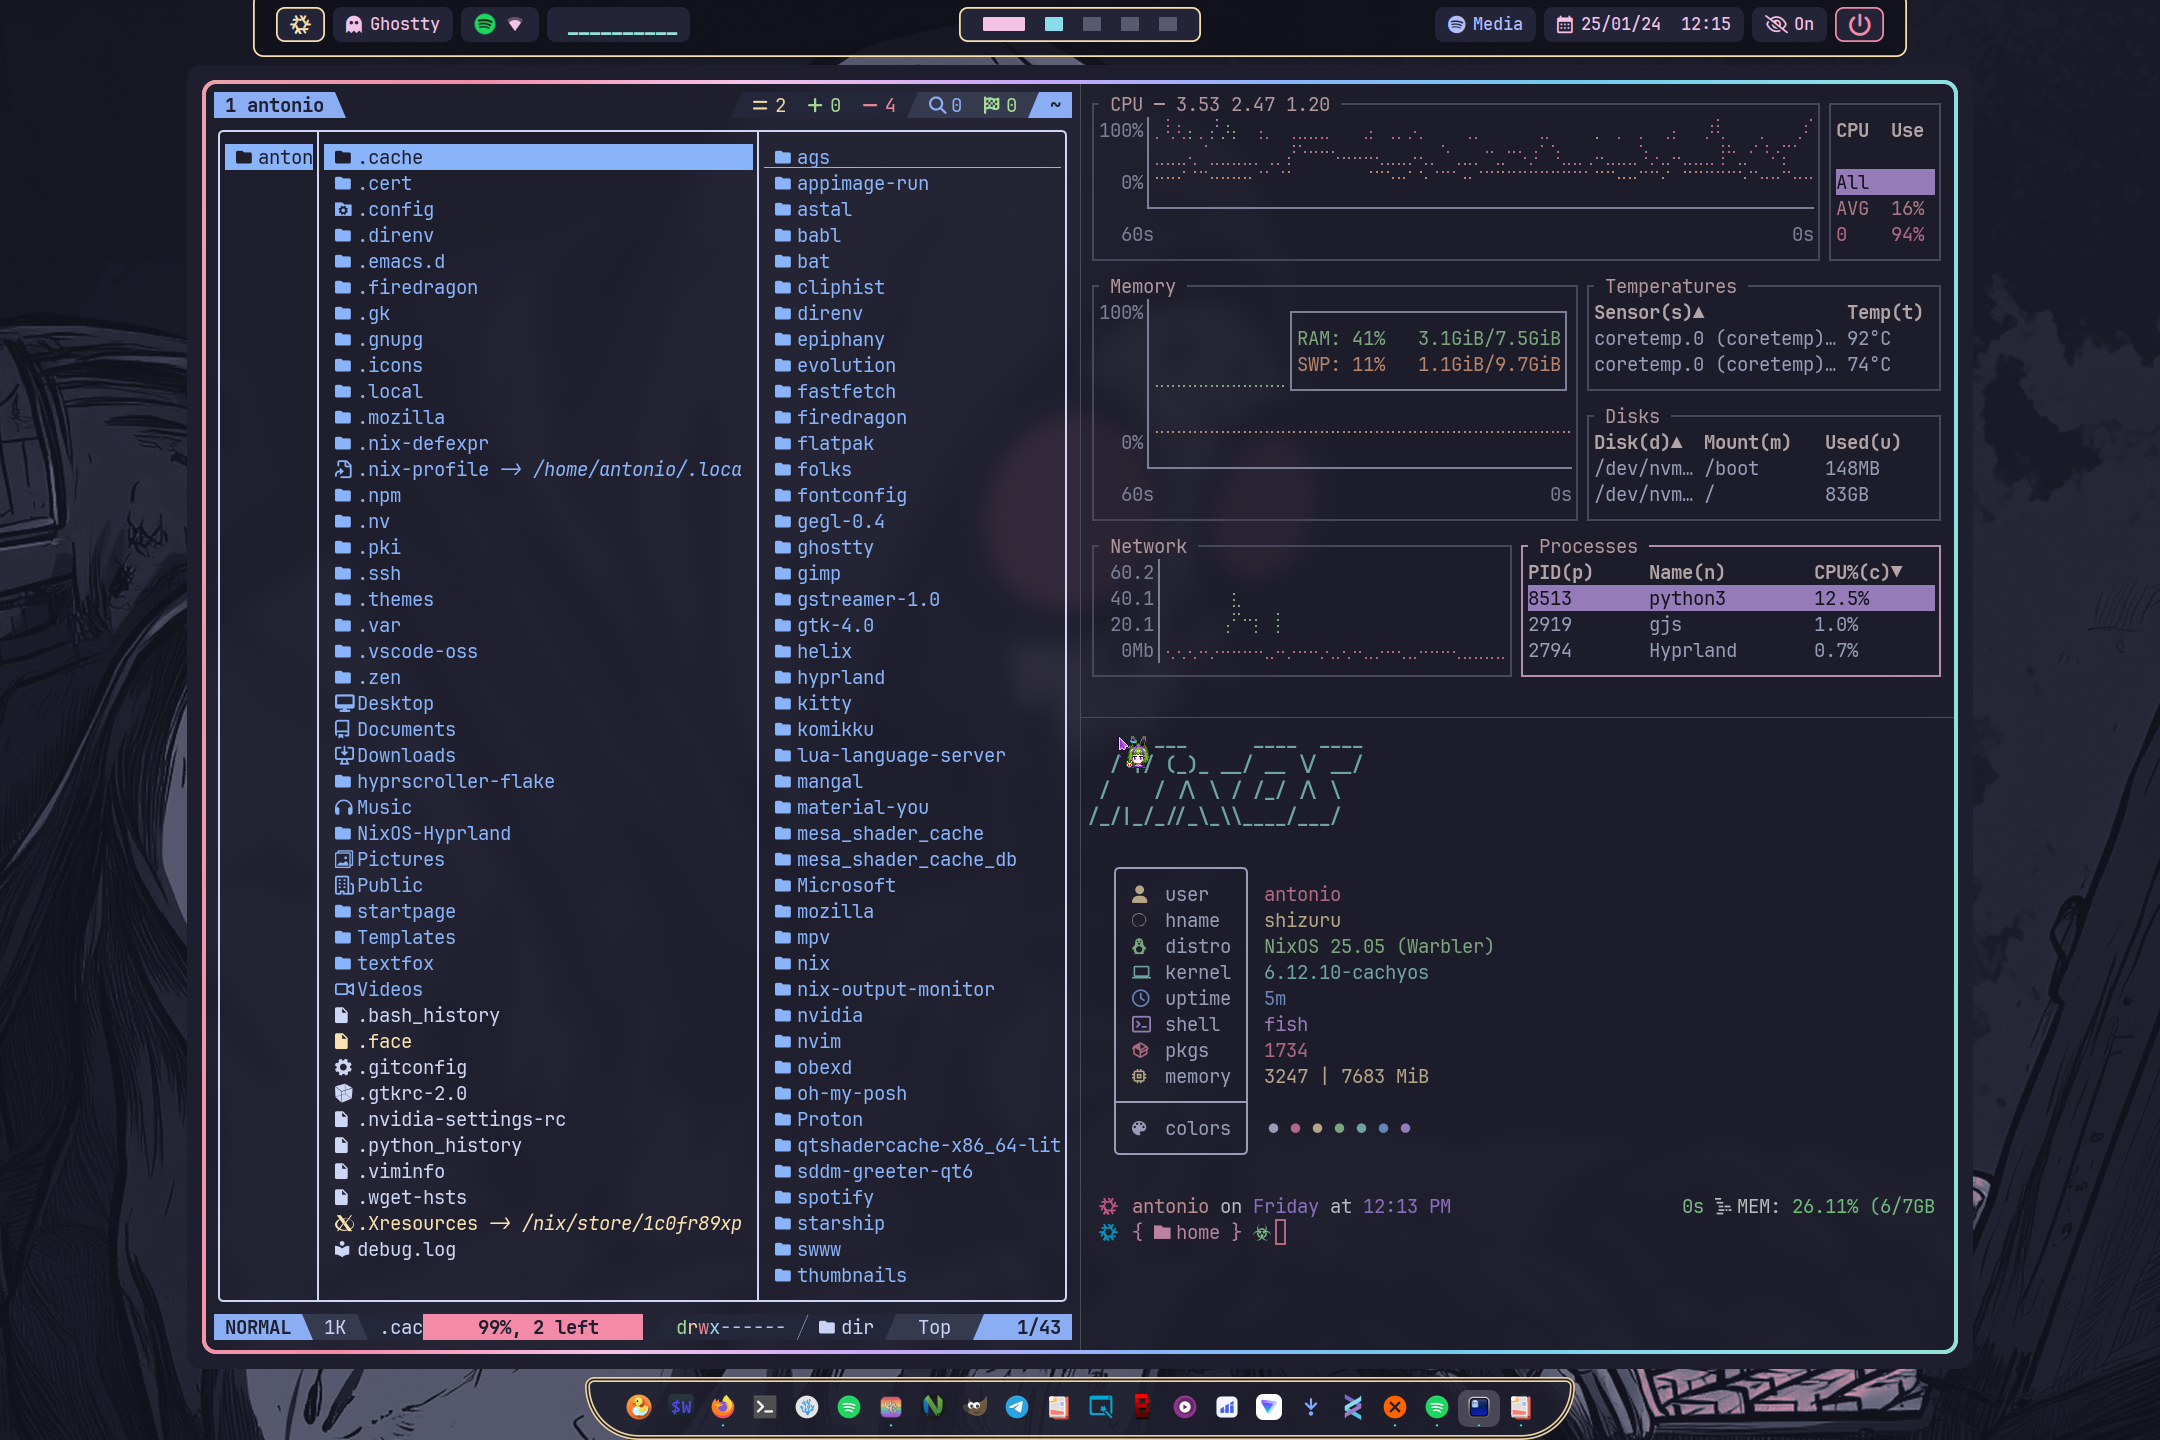 Ghostty
Media
25/01/24 12:15
On
1 antonio
= 2 + 0 − 4 0 0 ~
anton
.cache
.cert
.config
.direnv
.emacs.d
.firedragon
.gk
.gnupg
.icons
.local
.mozilla
.nix-defexpr
.nix-profile -> /home/antonio/.loca
.npm
.nv
.pki
.ssh
.themes
.var
.vscode-oss
.zen
Desktop
Documents
Downloads
hyprscroller-flake
Music
NixOS-Hyprland
Pictures
Public
startpage
Templates
textfox
Videos
.bash_history
.face
.gitconfig
.gtkrc-2.0
.nvidia-settings-rc
.python_history
.viminfo
.wget-hsts
.Xresources -> /nix/store/1c0fr89xp
debug.log
ags
appimage-run
astal
babl
bat
cliphist
direnv
epiphany
evolution
fastfetch
firedragon
flatpak
folks
fontconfig
gegl-0.4
ghostty
gimp
gstreamer-1.0
gtk-4.0
helix
hyprland
kitty
komikku
lua-language-server
mangal
material-you
mesa_shader_cache
mesa_shader_cache_db
Microsoft
mozilla
mpv
nix
nix-output-monitor
nvidia
nvim
obexd
oh-my-posh
Proton
qtshadercache-x86_64-lit
sddm-greeter-qt6
spotify
starship
swww
thumbnails
NORMAL 1K .cac 99%, 2 left drwx------ / dir Top 1/43
CPU — 3.53 2.47 1.20
100%
0%
60s 0s
CPU Use
All
AVG 16%
0 94%
Memory
100%
0%
60s 0s
RAM: 41% 3.1GiB/7.5GiB
SWP: 11% 1.1GiB/9.7GiB
Temperatures
Sensor(s)▲ Temp(t)
coretemp.0 (coretemp)… 92°C
coretemp.0 (coretemp)… 74°C
Disks
Disk(d)▲ Mount(m) Used(u)
/dev/nvm… /boot 148MB
/dev/nvm… / 83GB
Network
60.2
40.1
20.1
0Mb
Processes
PID(p) Name(n) CPU%(c)▼
8513 python3 12.5%
2919 gjs 1.0%
2794 Hyprland 0.7%
user antonio
hname shizuru
distro NixOS 25.05 (Warbler)
kernel 6.12.10-cachyos
uptime 5m
shell fish
pkgs 1734
memory 3247 | 7683 MiB
colors
antonio on Friday at 12:13 PM 0s MEM: 26.11% (6/7GB
{ home }
$W